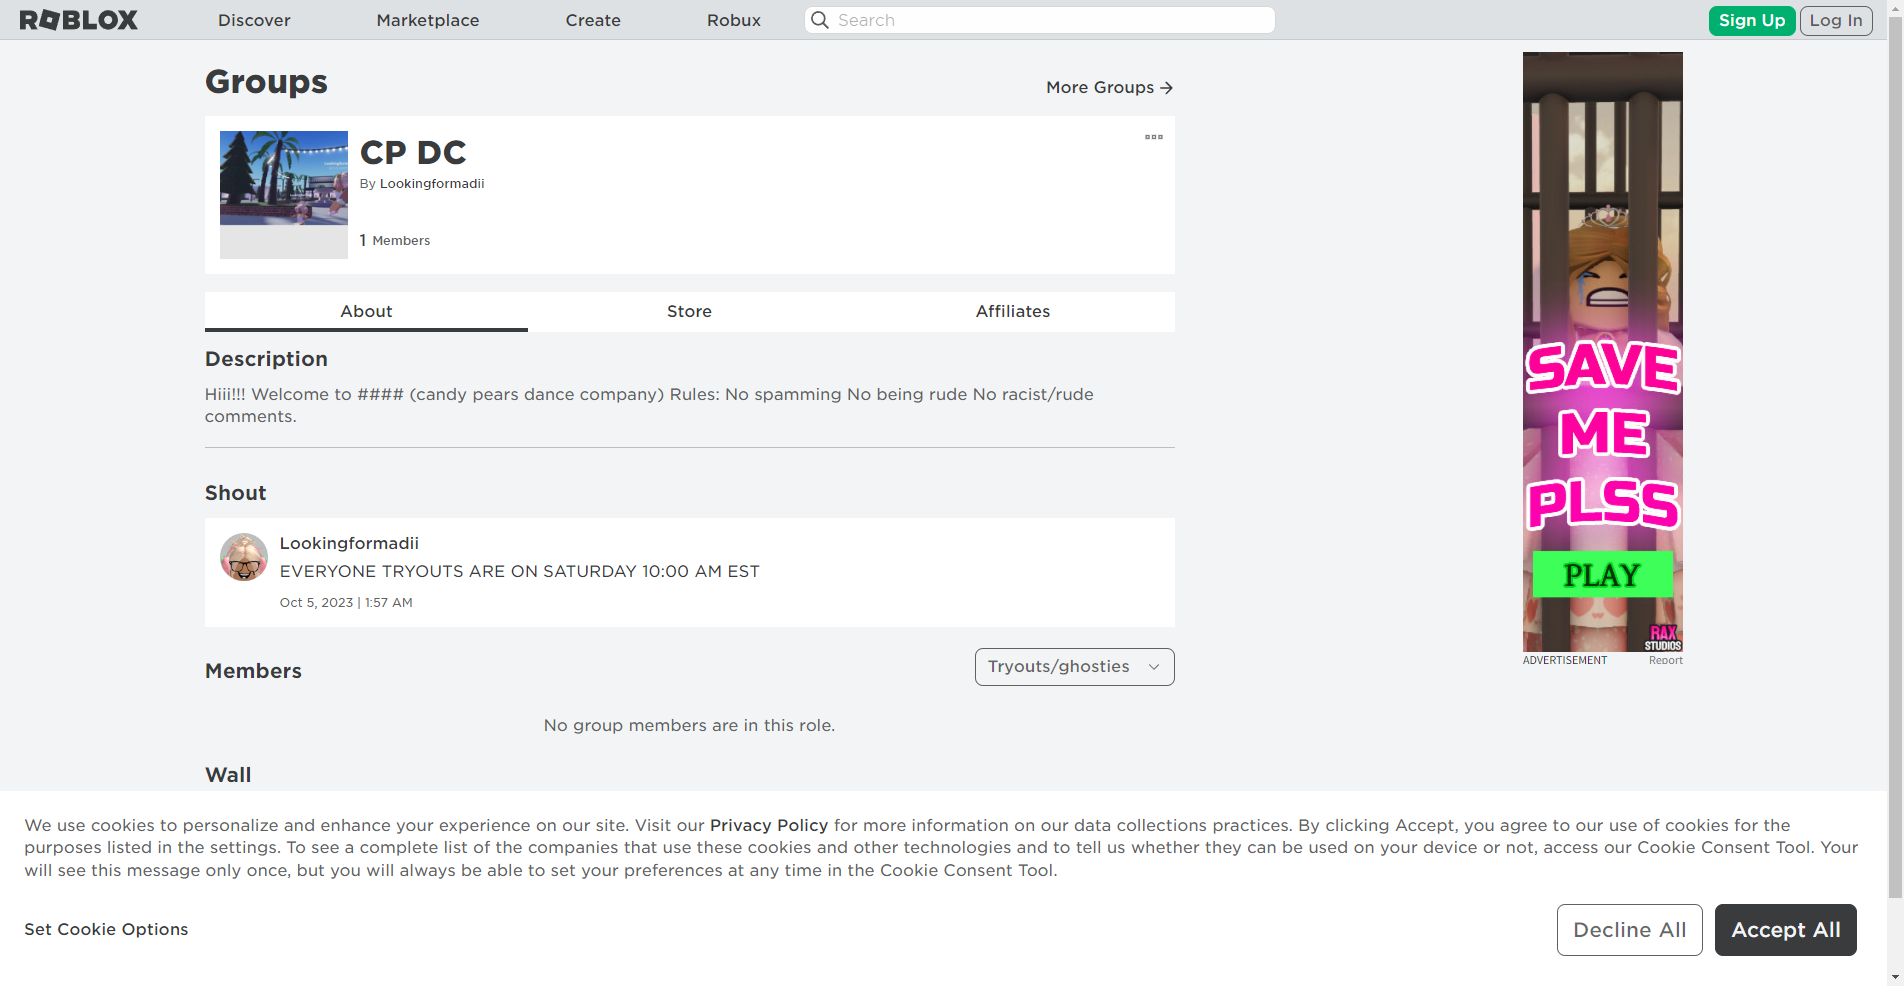 ROBLOX Discover Marketplace Create Robux Search Sign Up Log In
Groups
More Groups
CP DC
By Lookingformadii
1 Members
About Store Affiliates
Description
Hiii!!! Welcome to #### (candy pears dance company) Rules: No spamming No being rude No racist/rude
comments.
Shout
Lookingformadii
EVERYONE TRYOUTS ARE ON SATURDAY 10:00 AM EST
Oct 5, 2023 | 1:57 AM
Members
Tryouts/ghosties
No group members are in this role.
Wall
SAVE
ME
PLSS
PLAY
RAX
STUDIOS
ADVERTISEMENT Report
We use cookies to personalize and enhance your experience on our site. Visit our Privacy Policy for more information on our data collections practices. By clicking Accept, you agree to our use of cookies for the
purposes listed in the settings. To see a complete list of the companies that use these cookies and other technologies and to tell us whether they can be used on your device or not, access our Cookie Consent Tool. Your
will see this message only once, but you will always be able to set your preferences at any time in the Cookie Consent Tool.
Set Cookie Options
Decline All
Accept All